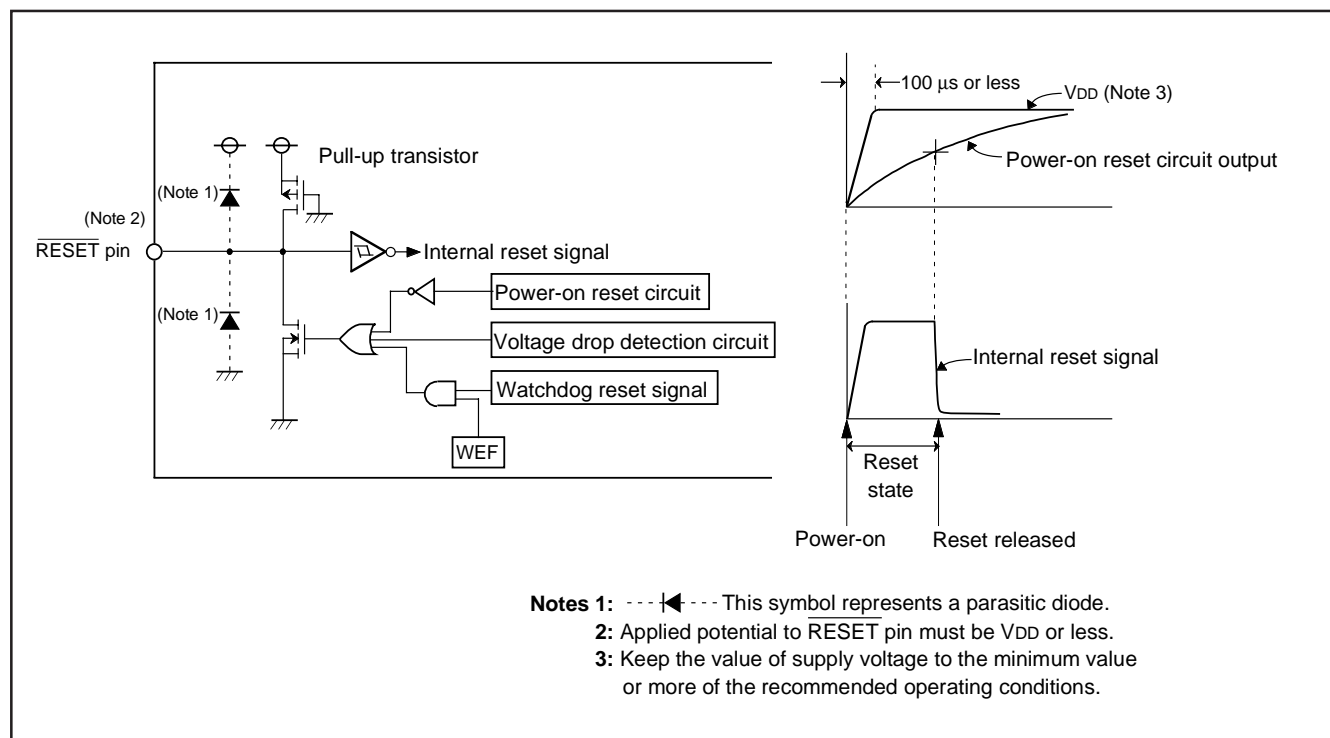 Pull-up transistor
(Note 1)
(Note 2)
RESET pin
Internal reset signal
Power-on reset circuit
(Note 1)
Voltage drop detection circuit
Watchdog reset signal
WEF
100 µs or less
VDD (Note 3)
Power-on reset circuit output
Internal reset signal
Reset
state
Power-on
Reset released
Notes 1: This symbol represents a parasitic diode.
2: Applied potential to RESET pin must be VDD or less.
3: Keep the value of supply voltage to the minimum value
or more of the recommended operating conditions.